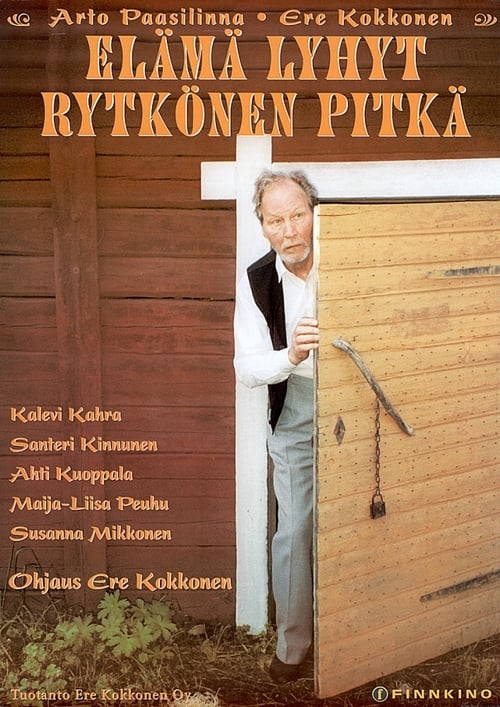 Arto Paasilinna • Ere Kokkonen
ELÄMÄ LYHYT
RYTKÖNEN PITKÄ
Kalevi Kahra
Santeri Kinnunen
Ahti Kuoppala
Maija-Liisa Peuhu
Susanna Mikkonen
Ohjaus Ere Kokkonen
Tuotanto Ere Kokkonen Oy
FINNKINO